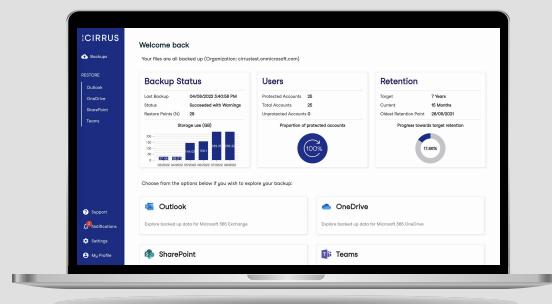 CIRRUS
Backups
RESTORE
Outlook
OneDrive
SharePoint
Teams
Support
Notifications
Settings
My Profile
Welcome back
Your files are all backed up (Organization: cirrustest.onmicrosoft.com)
Backup Status
Last Backup 04/08/2022 3:40:58 PM
Status Succeeded with Warnings
Restore Points (N) 28
Storage use (GB)
Users
Protected Accounts 25
Total Accounts 25
Unprotected Accounts 0
Proportion of protected accounts
100%
Retention
Target 7 Years
Current 15 Months
Oldest Retention Point 28/09/2021
Progress towards target retention
17.86%
Choose from the options below if you wish to explore your backup:
Outlook
Explore backed up data for Microsoft 365 Exchange
OneDrive
Explore backed up data for Microsoft 365 OneDrive
SharePoint
Teams